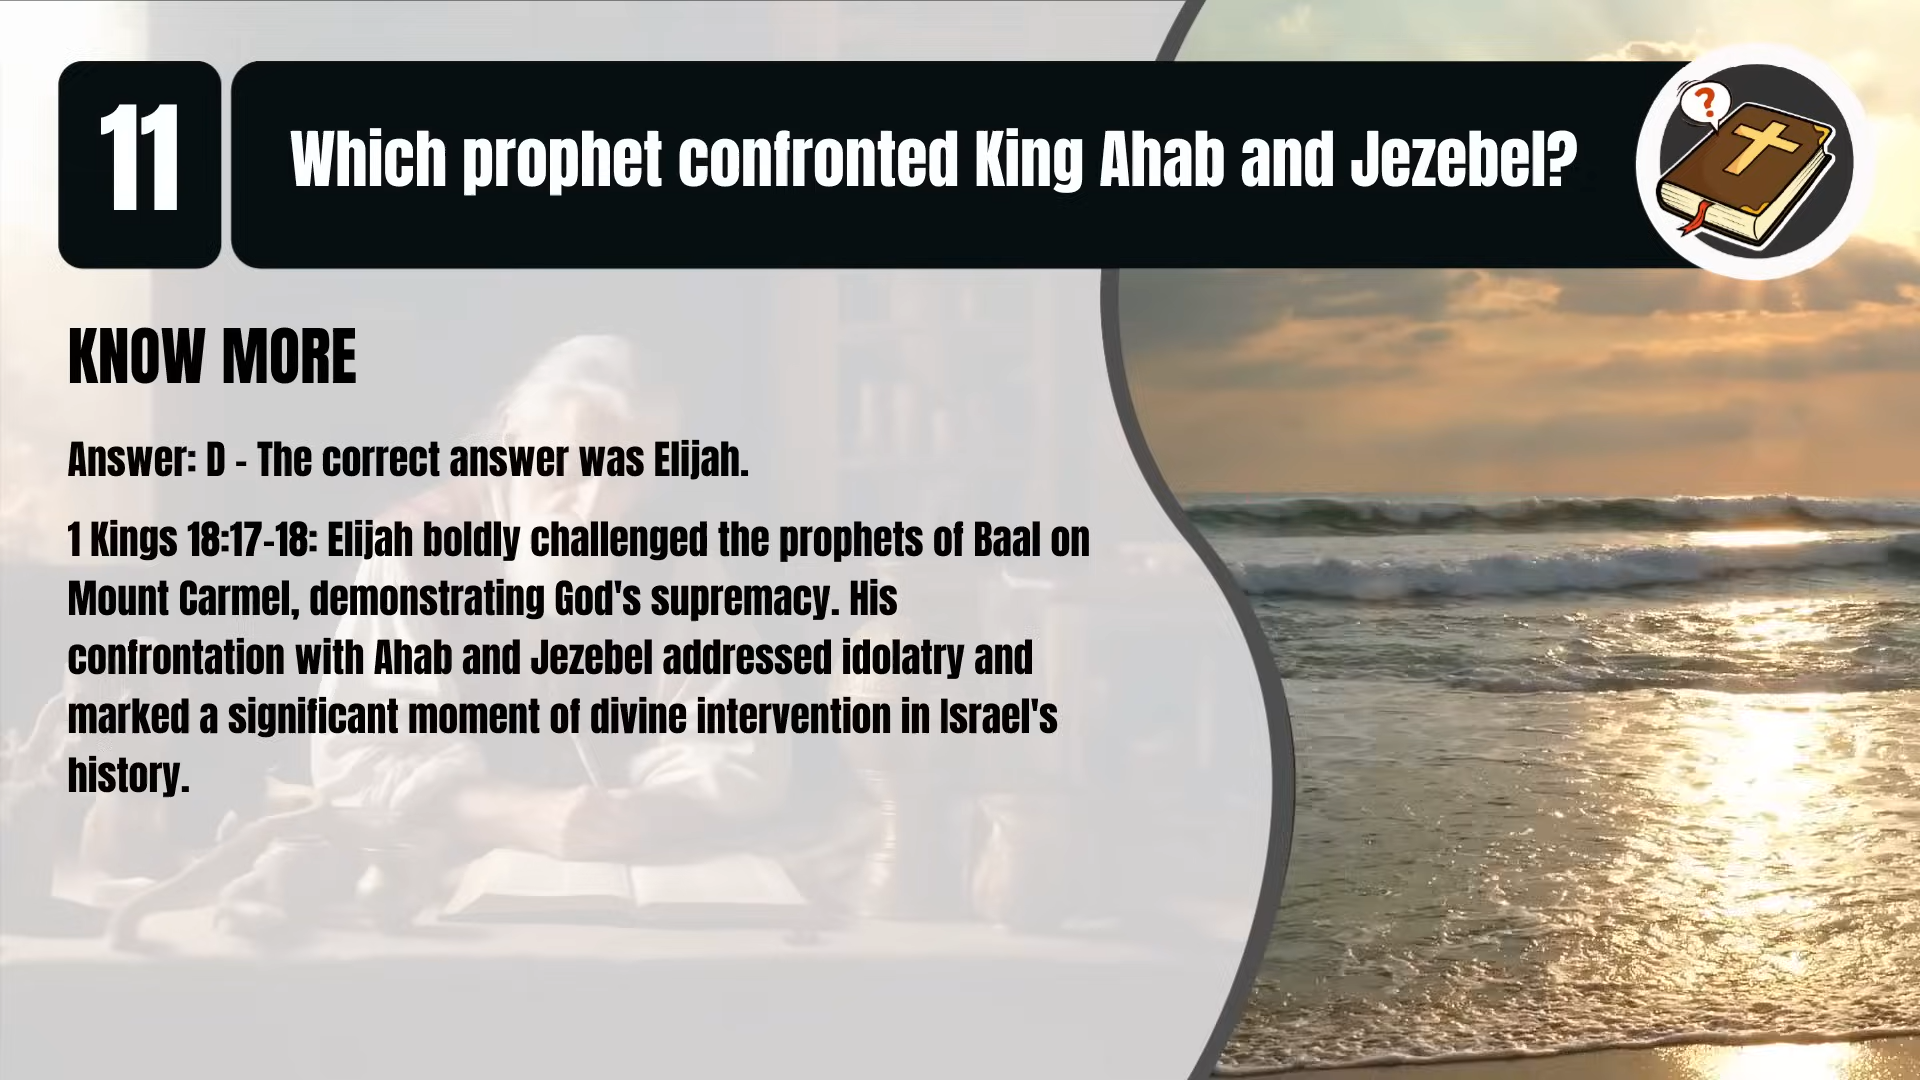 11
Which prophet confronted King Ahab and Jezebel?
?
KNOW MORE
Answer: D - The correct answer was Elijah.
1 Kings 18:17-18: Elijah boldly challenged the prophets of Baal on
Mount Carmel, demonstrating God's supremacy. His
confrontation with Ahab and Jezebel addressed idolatry and
marked a significant moment of divine intervention in Israel's
history.